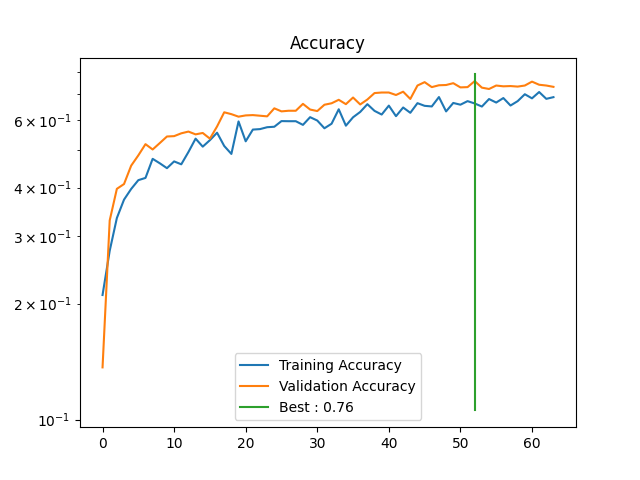 Accuracy
6 × 10⁻¹
4 × 10⁻¹
3 × 10⁻¹
2 × 10⁻¹
10⁻¹
Training Accuracy
Validation Accuracy
Best : 0.76
0 10 20 30 40 50 60